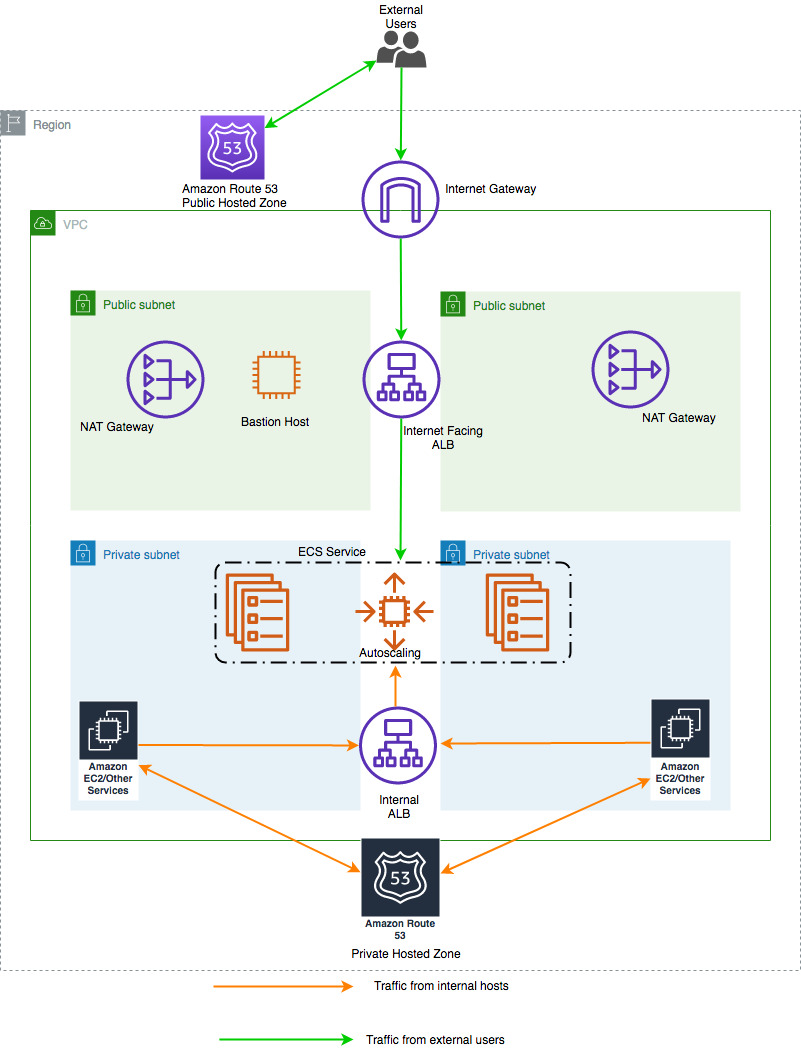 External
Users
Region
53
Amazon Route 53
Public Hosted Zone
Internet Gateway
VPC
Public subnet
Public subnet
NAT Gateway
Bastion Host
Internet Facing
ALB
NAT Gateway
Private subnet
ECS Service
Private subnet
Autoscaling
Amazon
EC2/Other
Services
Amazon
EC2/Other
Services
Internal
ALB
53
Amazon Route
53
Private Hosted Zone
Traffic from internal hosts
Traffic from external users